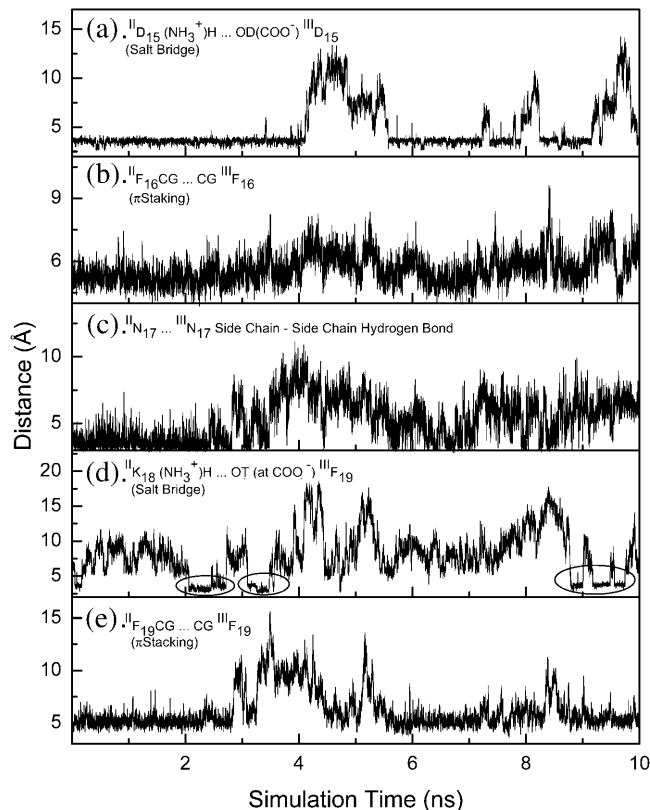 (a). IID15 (NH3+)H ... OD(COO-) IIID15
(Salt Bridge)
15
10
5
(b). IIF16CG ... CG IIIF16
(πStaking)
9
6
(c). IIN17 ... IIIN17 Side Chain - Side Chain Hydrogen Bond
10
5
(d). IIK18 (NH3+)H ... OT (at COO-) IIIF19
(Salt Bridge)
20
15
10
5
(e). IIF19CG ... CG IIIF19
(πStacking)
15
10
5
Distance (Å)
2 4 6 8 10
Simulation Time (ns)